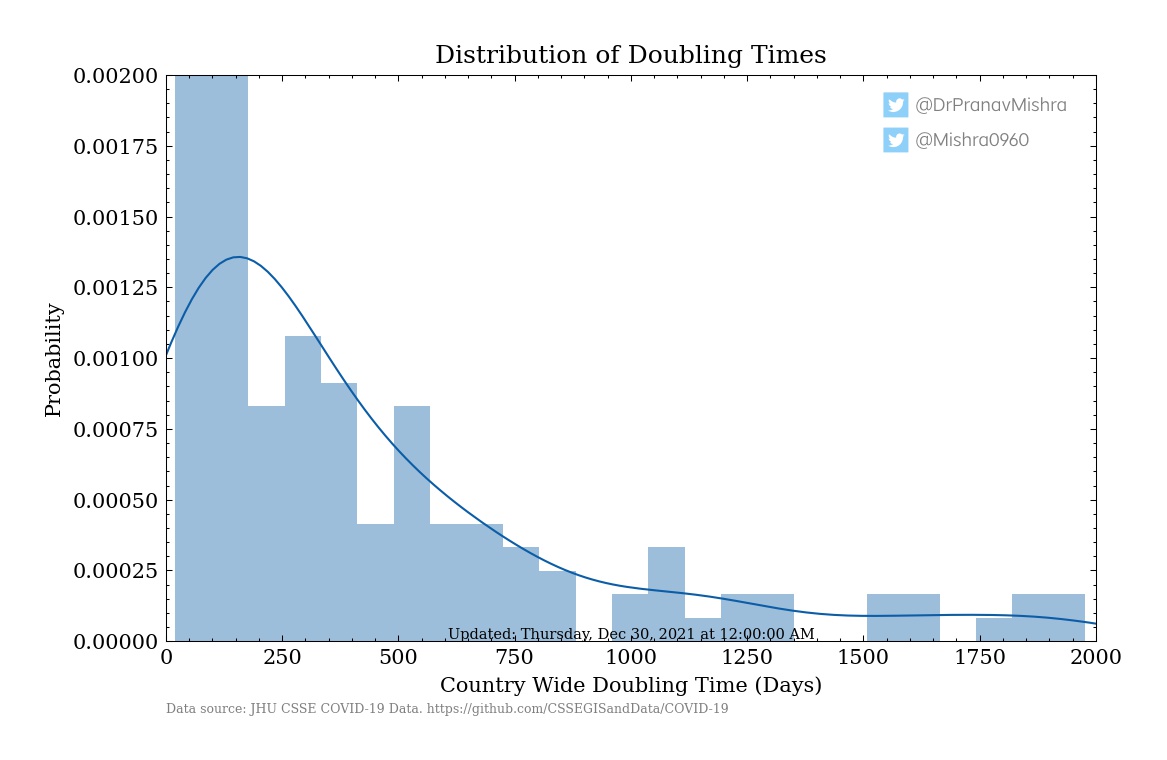 Distribution of Doubling Times
0.00200
0.00175
0.00150
0.00125
0.00100
0.00075
0.00050
0.00025
0.00000
Probability
@DrPranavMishra
@Mishra0960
Updated: Thursday, Dec 30, 2021 at 12:00:00 AM
0 250 500 750 1000 1250 1500 1750 2000
Country Wide Doubling Time (Days)
Data source: JHU CSSE COVID-19 Data. https://github.com/CSSEGISandData/COVID-19